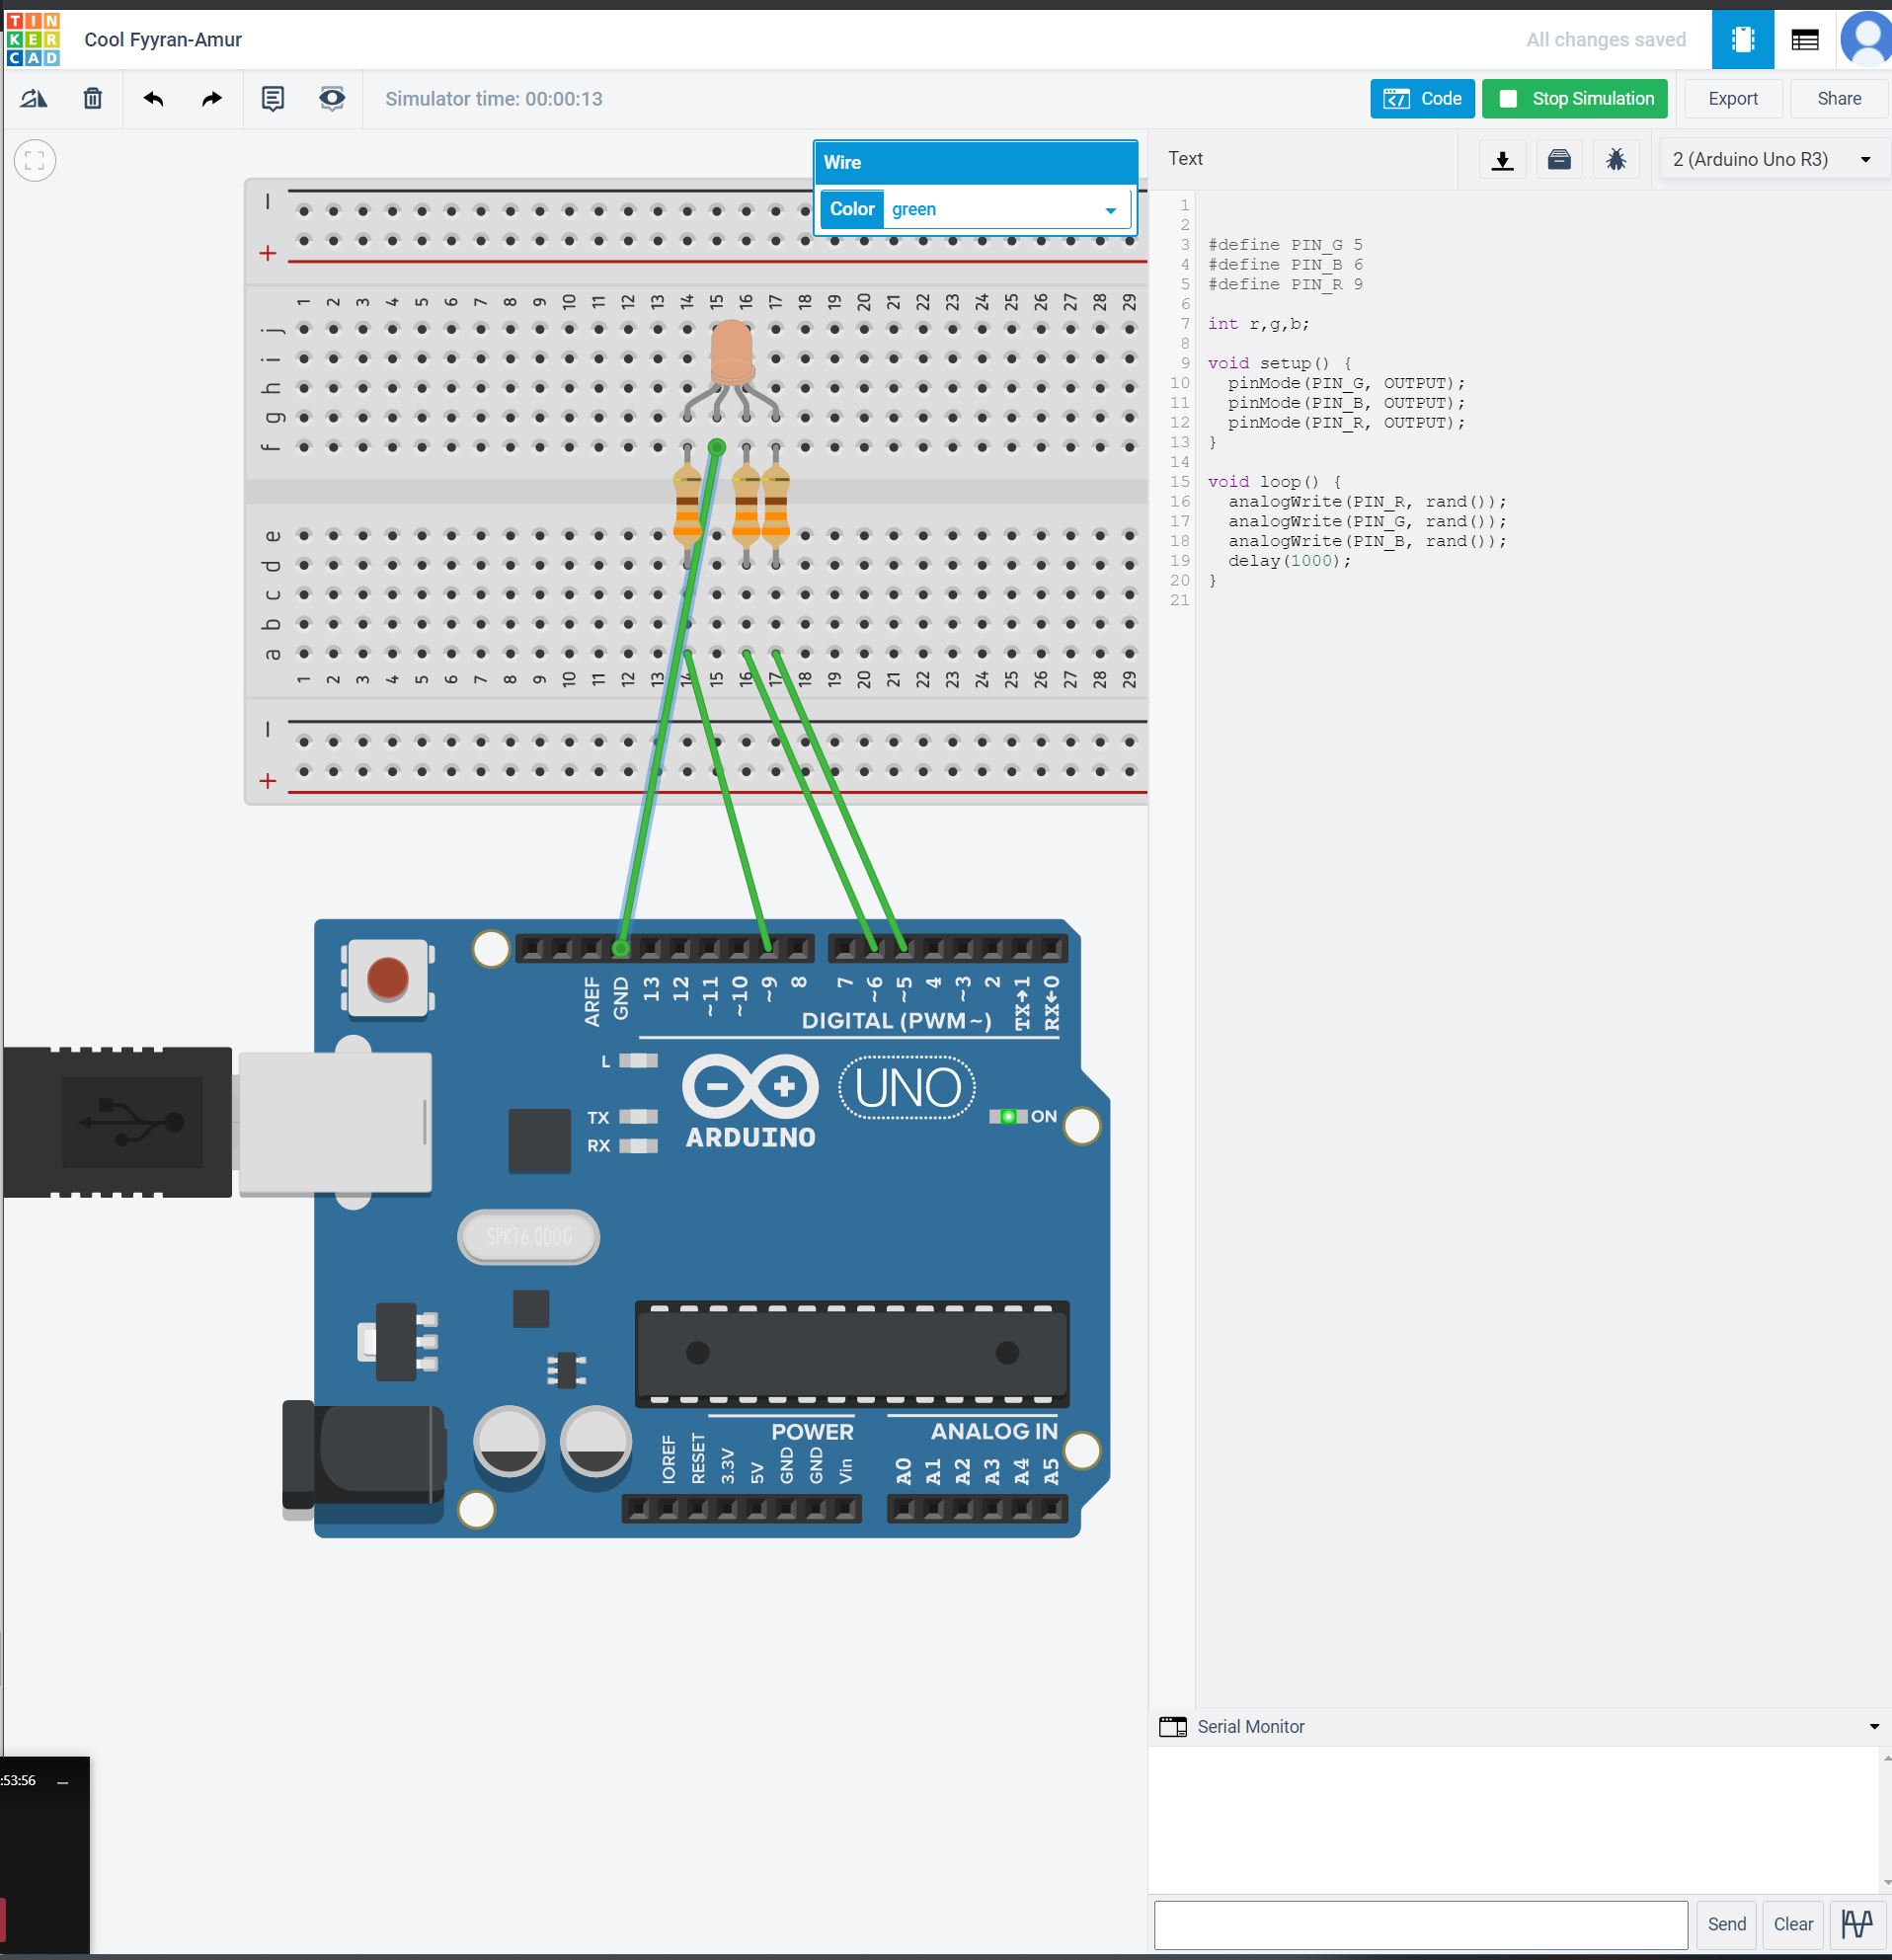 TIN
KER
CAD
Cool Fyyran-Amur
All changes saved
Simulator time: 00:00:13
Code
Stop Simulation
Export
Share
Wire
Color green
Text
2 (Arduino Uno R3)
1
2
3 #define PIN_G 5
4 #define PIN_B 6
5 #define PIN_R 9
6
7 int r,g,b;
8
9 void setup() {
10 pinMode(PIN_G, OUTPUT);
11 pinMode(PIN_B, OUTPUT);
12 pinMode(PIN_R, OUTPUT);
13 }
14
15 void loop() {
16 analogWrite(PIN_R, rand());
17 analogWrite(PIN_G, rand());
18 analogWrite(PIN_B, rand());
19 delay(1000);
20 }
21
1 2 3 4 5 6 7 8 9 10 11 12 13 14 15 16 17 18 19 20 21 22 23 24 25 26 27 28 29
j
i
h
g
f
e
d
c
b
a
1 2 3 4 5 6 7 8 9 10 11 12 13 14 15 16 17 18 19 20 21 22 23 24 25 26 27 28 29
AREF GND 13 12 ~11 ~10 ~9 8 7 ~6 ~5 4 ~3 2 TX→1 RX←0
DIGITAL (PWM~)
L
TX
RX
UNO
ARDUINO
ON
SPK16.000G
POWER
ANALOG IN
IOREF RESET 3.3V 5V GND GND Vin A0 A1 A2 A3 A4 A5
Serial Monitor
:53:56
Send
Clear